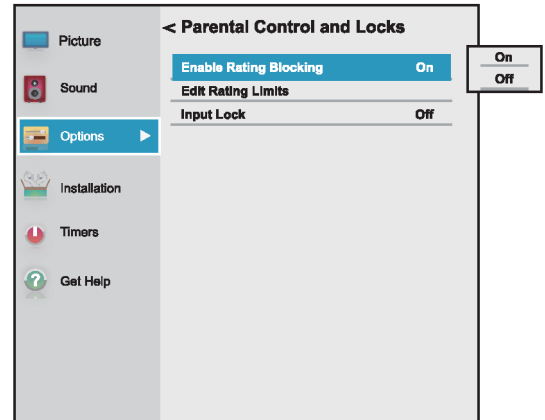 < Parental Control and Locks
Picture
Sound
Options
Installation
Timers
Get Help
Enable Rating Blocking On
Edit Rating Limits
Input Lock Off
On
Off